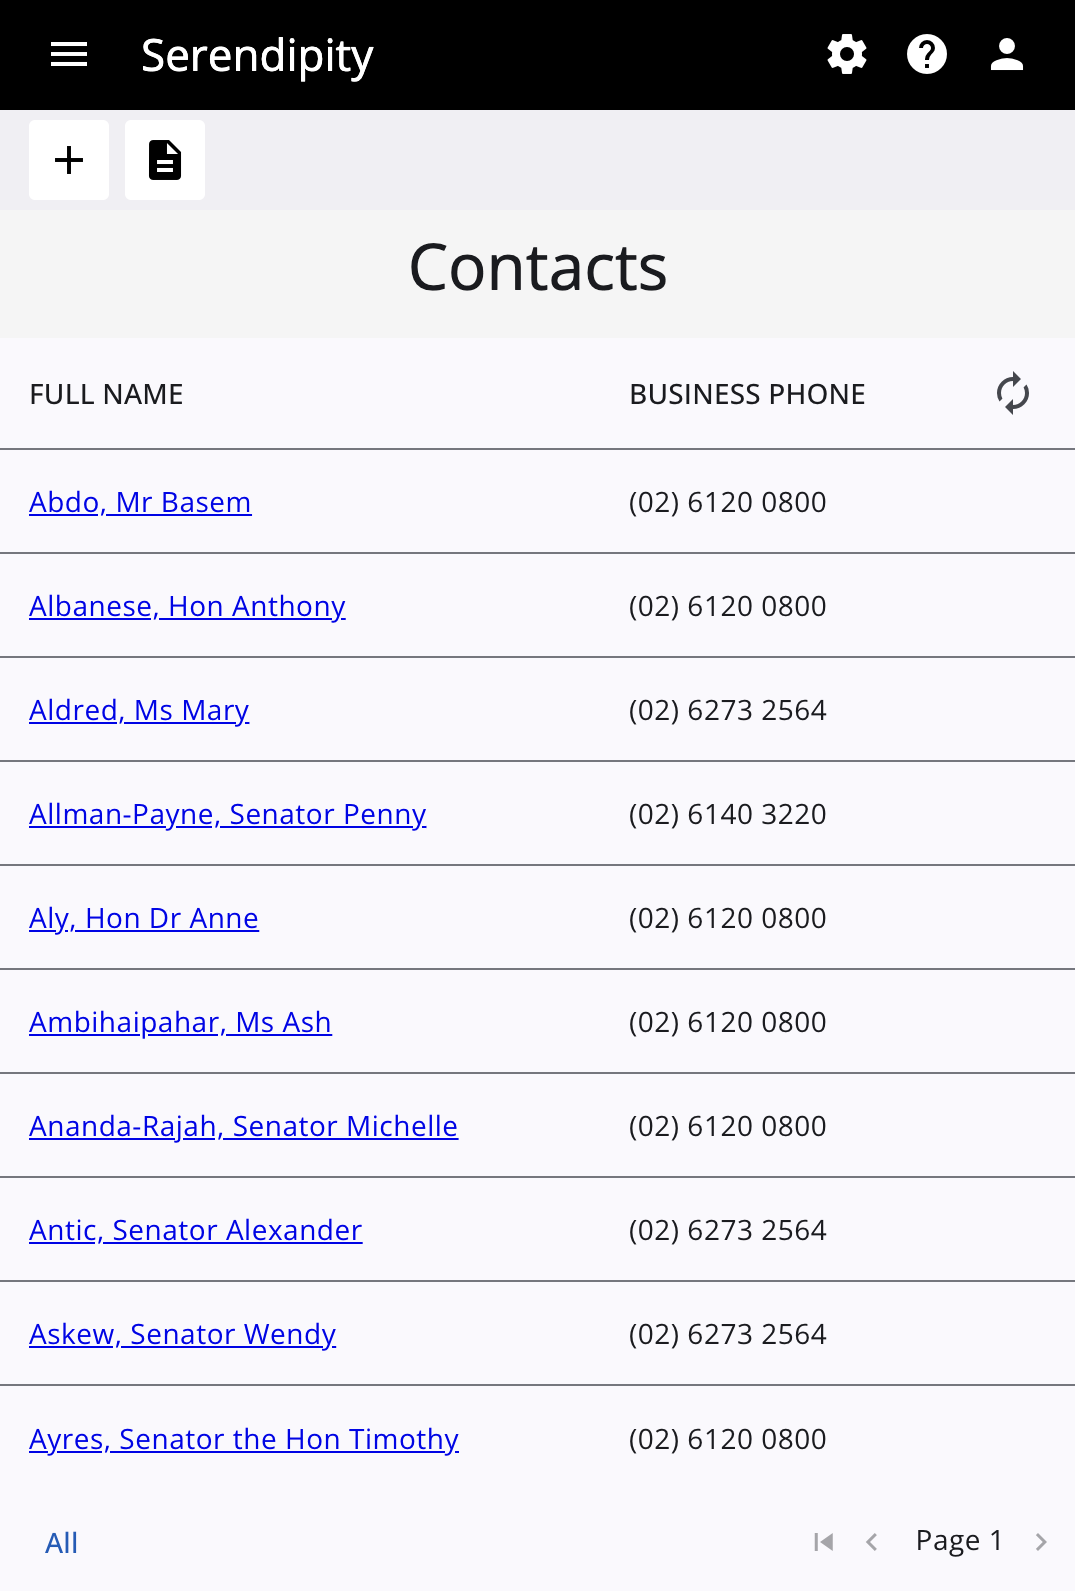 Serendipity
Contacts
FULL NAME BUSINESS PHONE
Abdo, Mr Basem (02) 6120 0800
Albanese, Hon Anthony (02) 6120 0800
Aldred, Ms Mary (02) 6273 2564
Allman-Payne, Senator Penny (02) 6140 3220
Aly, Hon Dr Anne (02) 6120 0800
Ambihaipahar, Ms Ash (02) 6120 0800
Ananda-Rajah, Senator Michelle (02) 6120 0800
Antic, Senator Alexander (02) 6273 2564
Askew, Senator Wendy (02) 6273 2564
Ayres, Senator the Hon Timothy (02) 6120 0800
All Page 1